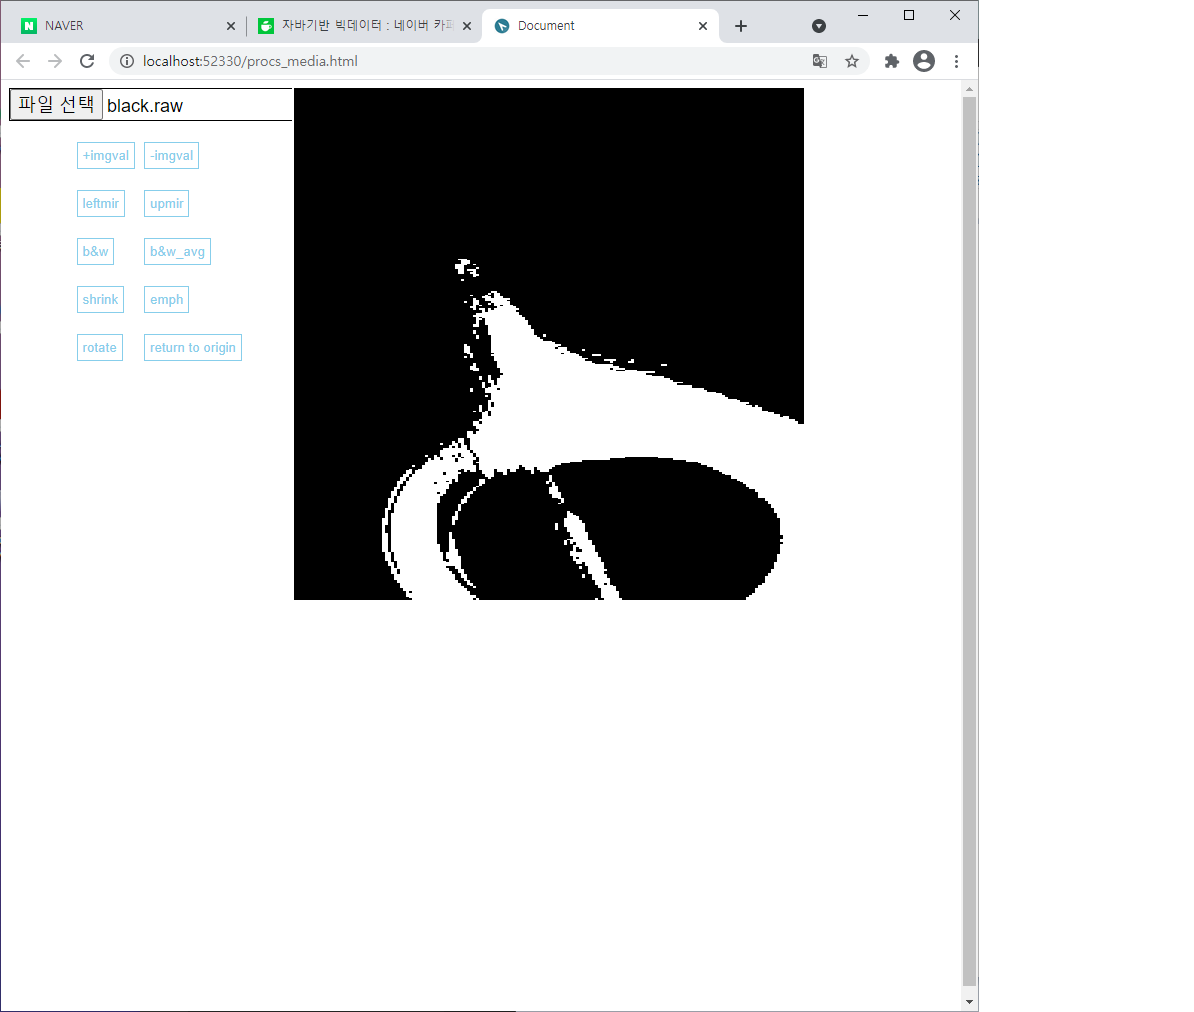 NAVER
자바기반 빅데이터 : 네이버 카페
Document
localhost:52330/procs_media.html
파일 선택 black.raw
+imgval -imgval
leftmir upmir
b&w b&w_avg
shrink emph
rotate return to origin